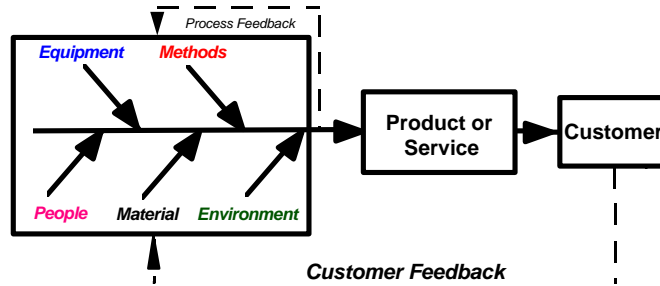 Process Feedback
Equipment Methods
Product or
Service
Customer
People Material Environment
Customer Feedback